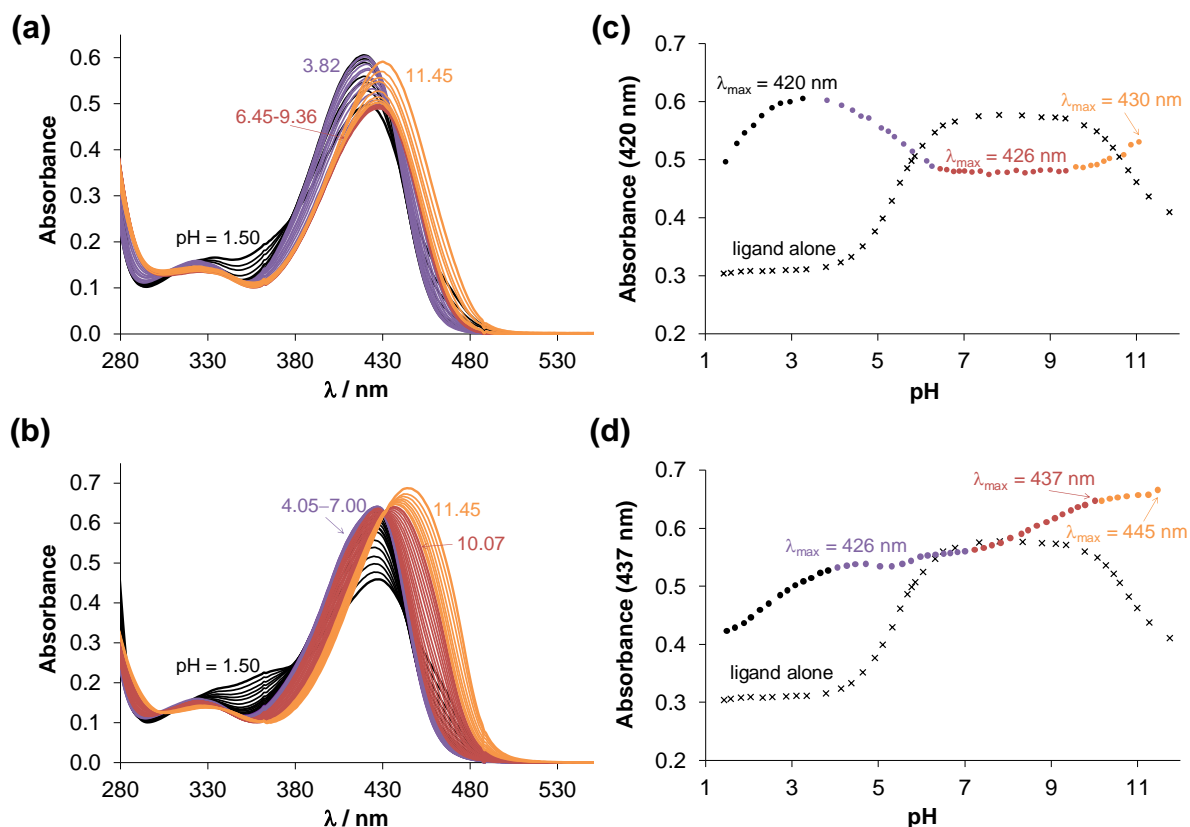 (a)
Absorbance
0.6
0.5
0.4
0.3
0.2
0.1
0.0
3.82
11.45
6.45-9.36
pH = 1.50
280 330 380 430 480 530
λ / nm
(c)
Absorbance (420 nm)
0.7
0.6
0.5
0.4
0.3
0.2
λmax = 420 nm
λmax = 430 nm
λmax = 426 nm
ligand alone
1 3 5 7 9 11
pH
(b)
Absorbance
0.7
0.6
0.5
0.4
0.3
0.2
0.1
0.0
4.05–7.00
11.45
10.07
pH = 1.50
280 330 380 430 480 530
λ / nm
(d)
Absorbance (437 nm)
0.8
0.7
0.6
0.5
0.4
0.3
0.2
λmax = 437 nm
λmax = 426 nm
λmax = 445 nm
ligand alone
1 3 5 7 9 11
pH